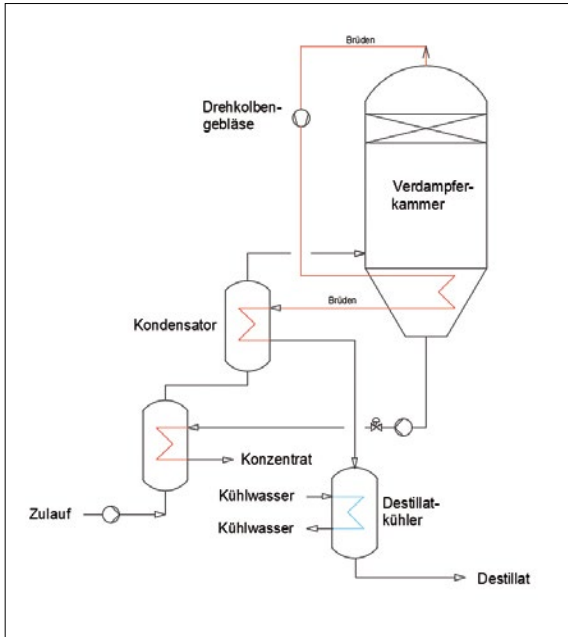 Brüden
Drehkolben-
gebläse
Verdampfer-
kammer
Brüden
Kondensator
Konzentrat
Zulauf
Kühlwasser
Kühlwasser
Destillat-
kühler
Destillat